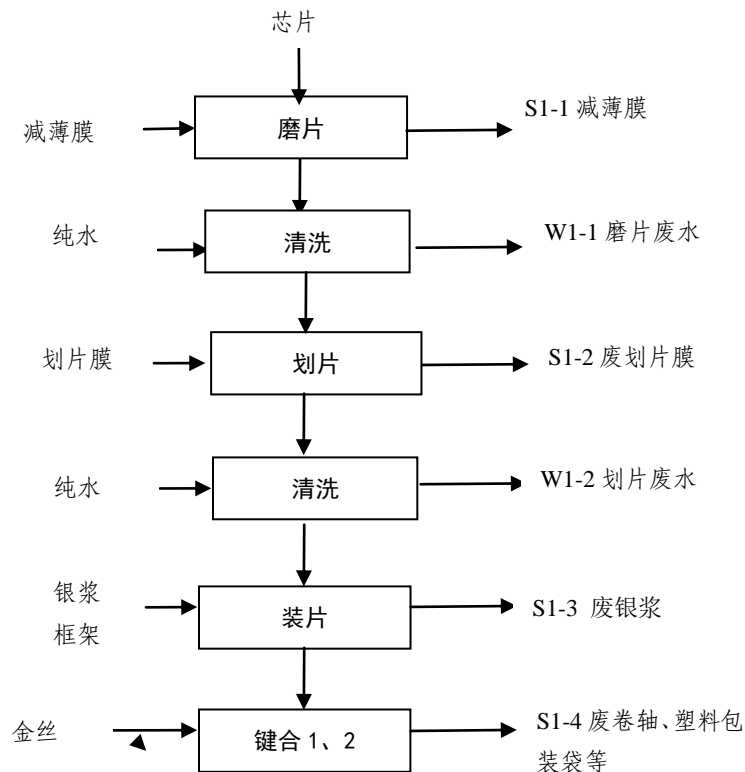 芯片
减薄膜
磨片
S1-1 减薄膜
纯水
清洗
W1-1 磨片废水
划片膜
划片
S1-2 废划片膜
纯水
清洗
W1-2 划片废水
银浆
框架
装片
S1-3 废银浆
金丝
键合 1、2
S1-4 废卷轴、塑料包
装袋等